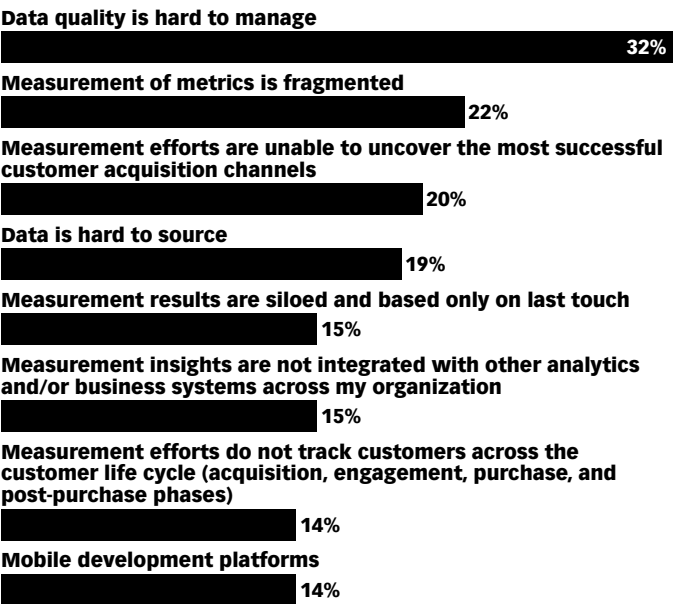 Data quality is hard to manage
32%
Measurement of metrics is fragmented
22%
Measurement efforts are unable to uncover the most successful
customer acquisition channels
20%
Data is hard to source
19%
Measurement results are siloed and based only on last touch
15%
Measurement insights are not integrated with other analytics
and/or business systems across my organization
15%
Measurement efforts do not track customers across the
customer life cycle (acquisition, engagement, purchase, and
post-purchase phases)
14%
Mobile development platforms
14%